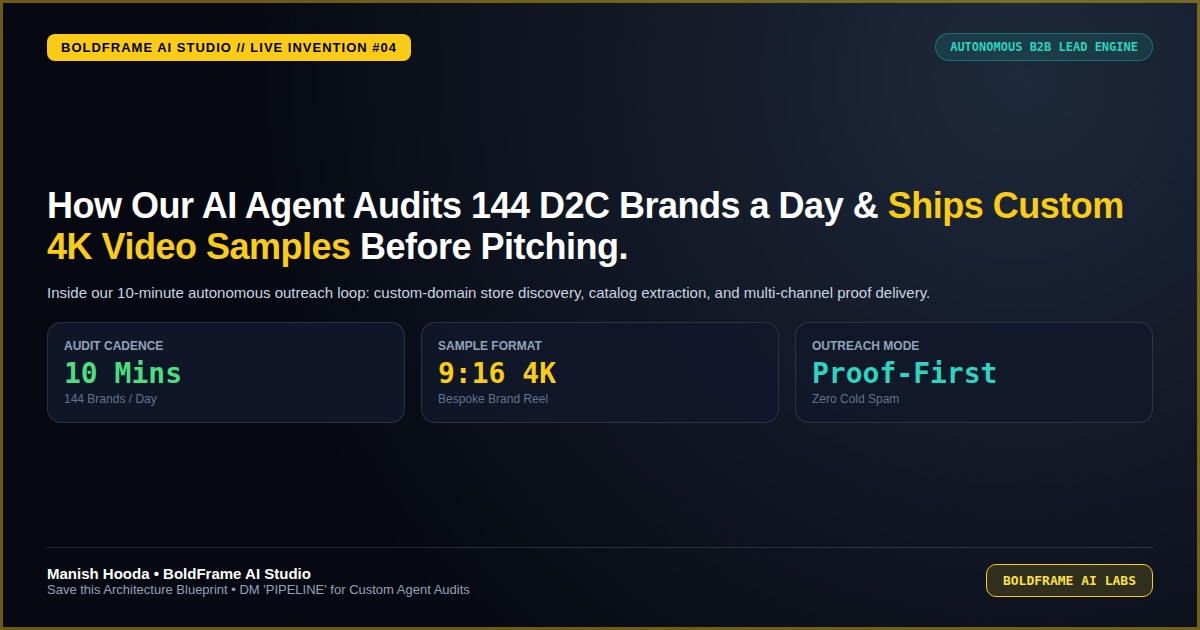 BOLDFRAME AI STUDIO // LIVE INVENTION #04
AUTONOMOUS B2B LEAD ENGINE
How Our AI Agent Audits 144 D2C Brands a Day & Ships Custom
4K Video Samples Before Pitching.
Inside our 10-minute autonomous outreach loop: custom-domain store discovery, catalog extraction, and multi-channel proof delivery.
AUDIT CADENCE
10 Mins
144 Brands / Day
SAMPLE FORMAT
9:16 4K
Bespoke Brand Reel
OUTREACH MODE
Proof-First
Zero Cold Spam
Manish Hooda • BoldFrame AI Studio
Save this Architecture Blueprint • DM 'PIPELINE' for Custom Agent Audits
BOLDFRAME AI LABS